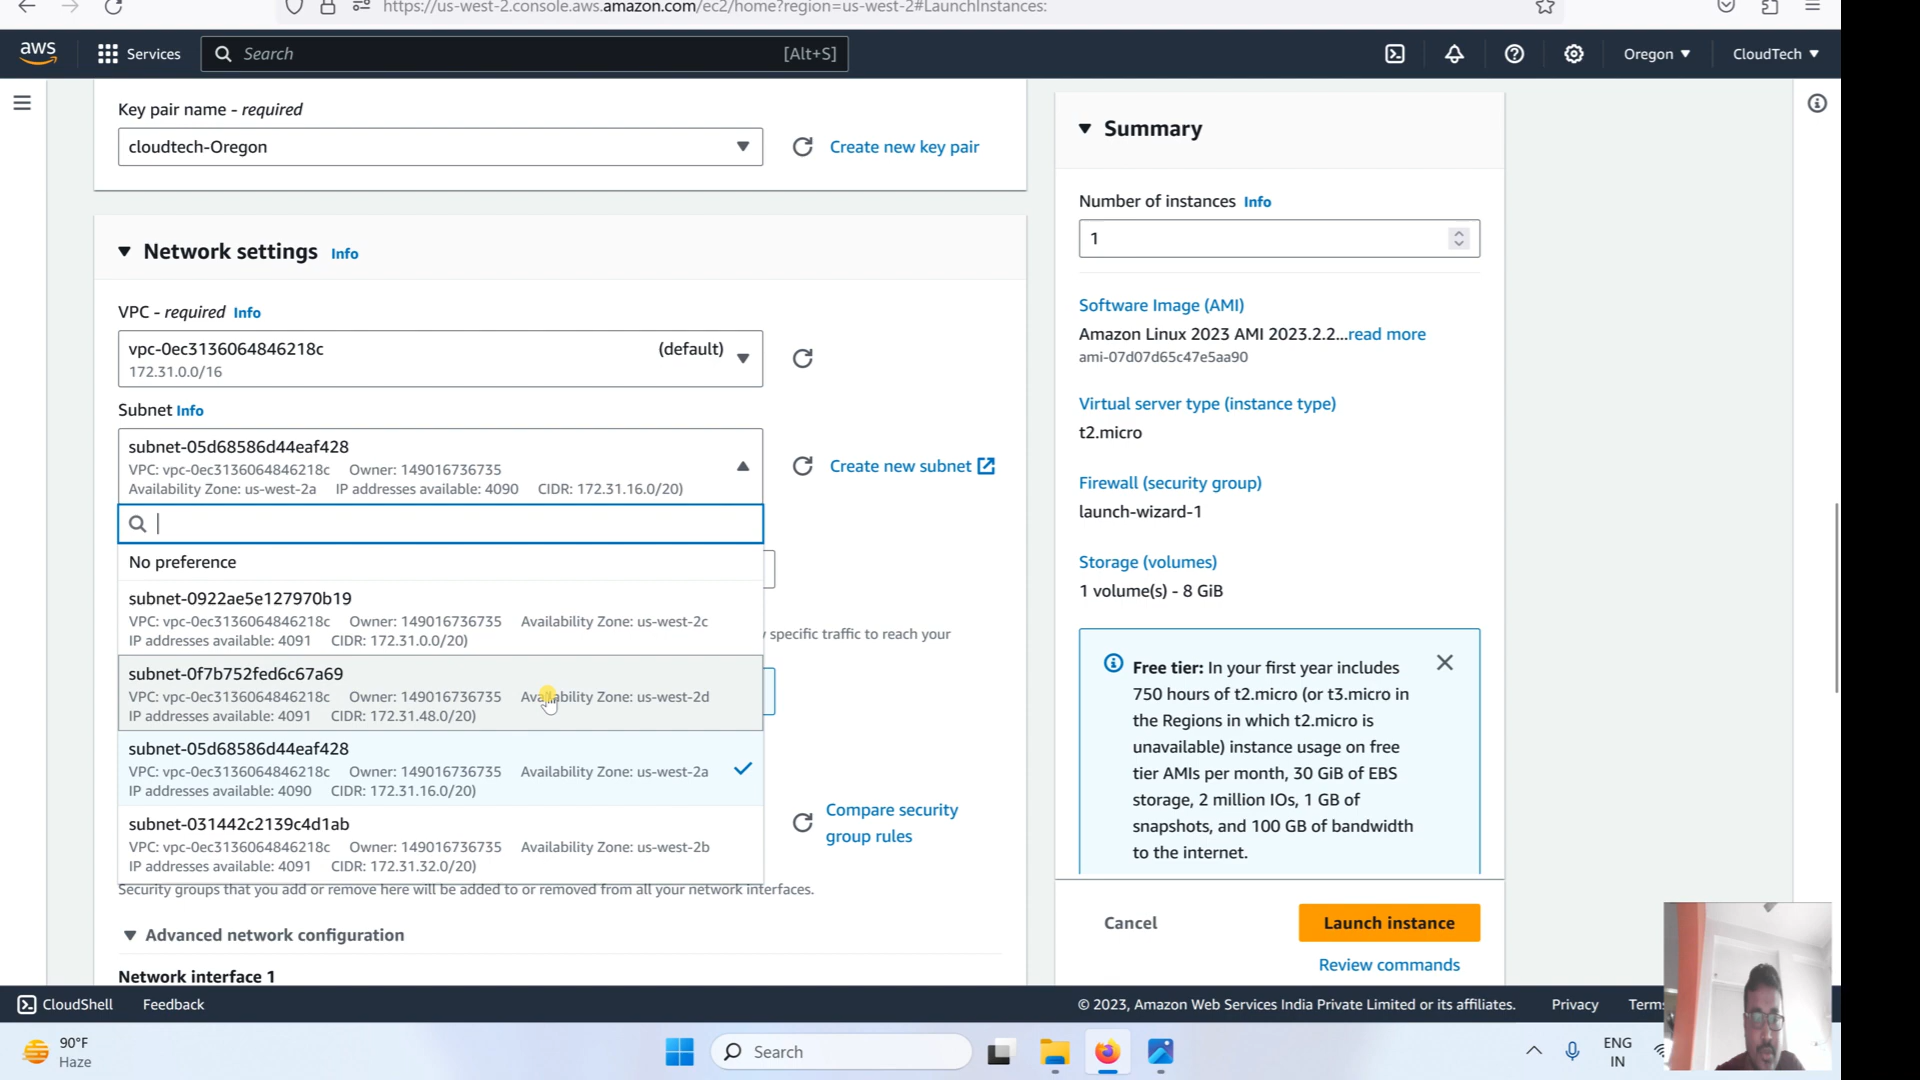 https://us-west-2.console.aws.amazon.com/ec2/home?region=us-west-2#LaunchInstances:
aws
Services
Search
[Alt+S]
Oregon
CloudTech
Key pair name - required
cloudtech-Oregon
Create new key pair
Network settings Info
VPC - required Info
vpc-0ec3136064846218c (default)
172.31.0.0/16
Subnet Info
subnet-05d68586d44eaf428
VPC: vpc-0ec3136064846218c Owner: 149016736735
Availability Zone: us-west-2a IP addresses available: 4090 CIDR: 172.31.16.0/20)
Create new subnet
No preference
subnet-0922ae5e127970b19
VPC: vpc-0ec3136064846218c Owner: 149016736735 Availability Zone: us-west-2c
IP addresses available: 4091 CIDR: 172.31.0.0/20)
specific traffic to reach your
subnet-0f7b752fed6c67a69
VPC: vpc-0ec3136064846218c Owner: 149016736735 Availability Zone: us-west-2d
IP addresses available: 4091 CIDR: 172.31.48.0/20)
subnet-05d68586d44eaf428
VPC: vpc-0ec3136064846218c Owner: 149016736735 Availability Zone: us-west-2a
IP addresses available: 4090 CIDR: 172.31.16.0/20)
subnet-031442c2139c4d1ab
VPC: vpc-0ec3136064846218c Owner: 149016736735 Availability Zone: us-west-2b
IP addresses available: 4091 CIDR: 172.31.32.0/20)
Compare security
group rules
Security groups that you add or remove here will be added to or removed from all your network interfaces.
Advanced network configuration
Network interface 1
Summary
Number of instances Info
1
Software Image (AMI)
Amazon Linux 2023 AMI 2023.2.2...read more
ami-07d07d65c47e5aa90
Virtual server type (instance type)
t2.micro
Firewall (security group)
launch-wizard-1
Storage (volumes)
1 volume(s) - 8 GiB
Free tier: In your first year includes
750 hours of t2.micro (or t3.micro in
the Regions in which t2.micro is
unavailable) instance usage on free
tier AMIs per month, 30 GiB of EBS
storage, 2 million IOs, 1 GB of
snapshots, and 100 GB of bandwidth
to the internet.
Cancel
Launch instance
Review commands
CloudShell
Feedback
© 2023, Amazon Web Services India Private Limited or its affiliates.
Privacy
Terms
90°F
Haze
Search
ENG
IN